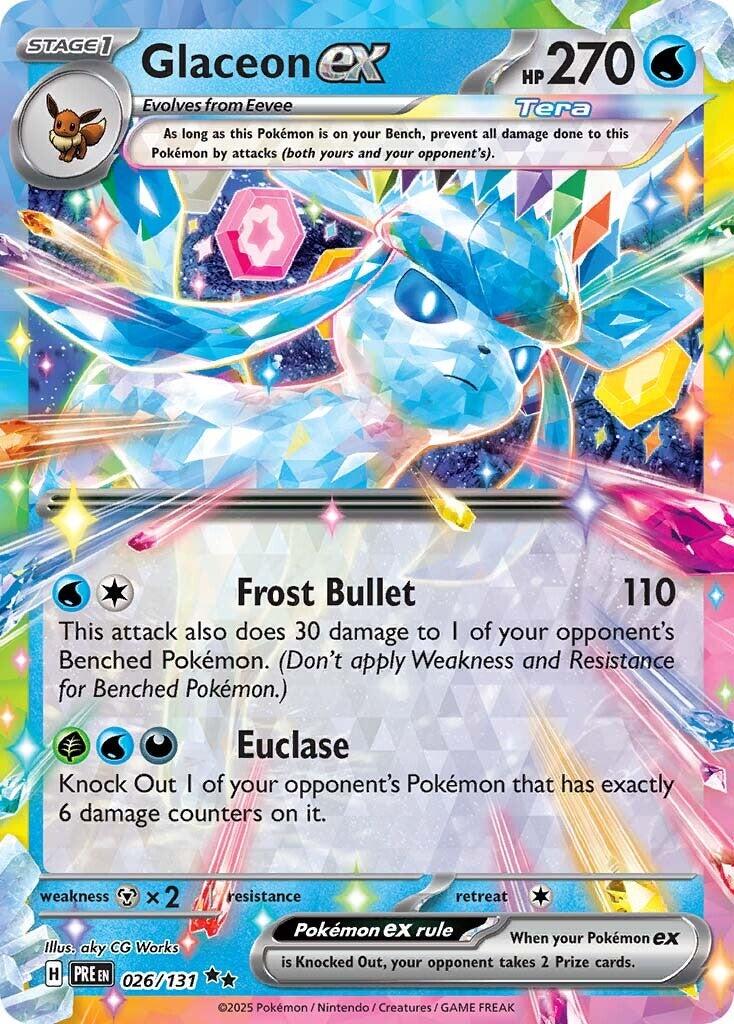 STAGE1
Glaceon ex
HP 270
Evolves from Eevee
Tera
As long as this Pokémon is on your Bench, prevent all damage done to this
Pokémon by attacks (both yours and your opponent's).
Frost Bullet 110
This attack also does 30 damage to 1 of your opponent's
Benched Pokémon. (Don't apply Weakness and Resistance
for Benched Pokémon.)
Euclase
Knock Out 1 of your opponent's Pokémon that has exactly
6 damage counters on it.
weakness ×2 resistance retreat
Illus. aky CG Works
Pokémon ex rule
When your Pokémon ex
is Knocked Out, your opponent takes 2 Prize cards.
H PRE EN 026/131 ★★
©2025 Pokémon / Nintendo / Creatures / GAME FREAK